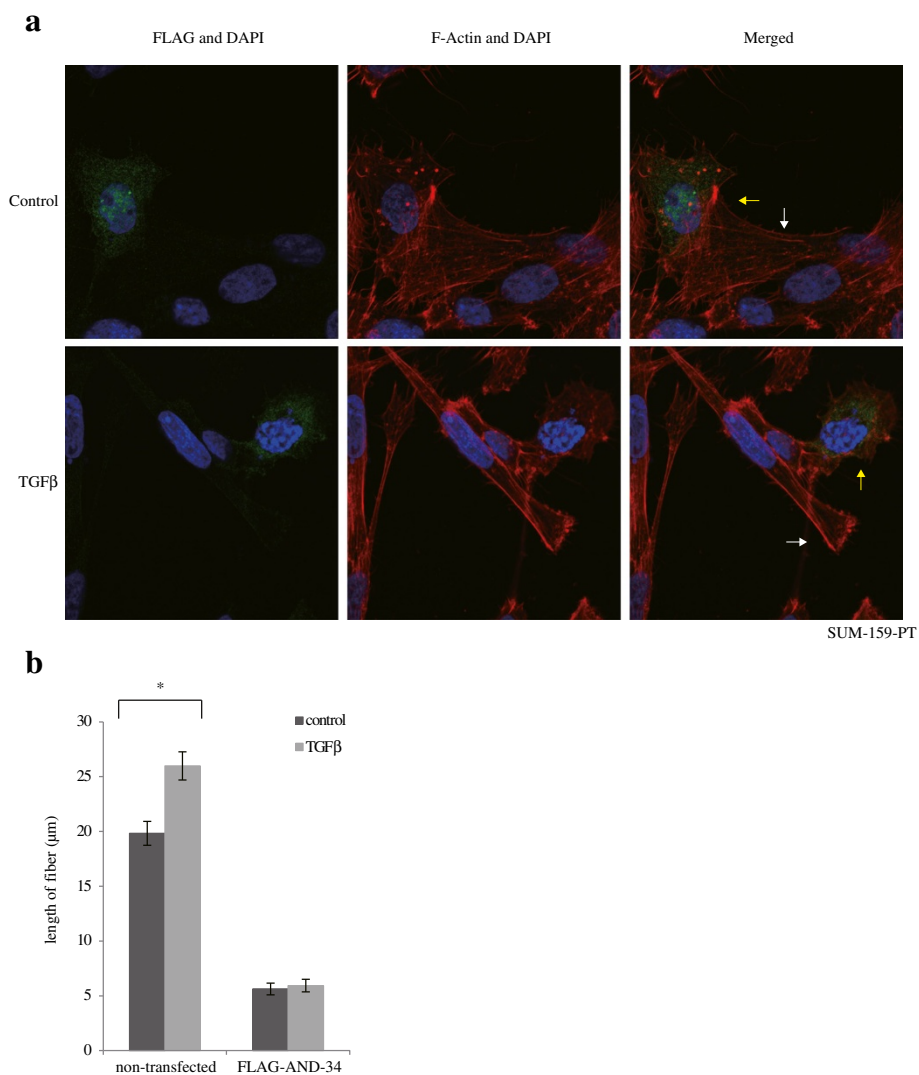 a
FLAG and DAPI
F-Actin and DAPI
Merged
Control
TGFβ
SUM-159-PT
b
*
control
TGFβ
30
25
20
15
10
5
0
length of fiber (μm)
non-transfected
FLAG-AND-34